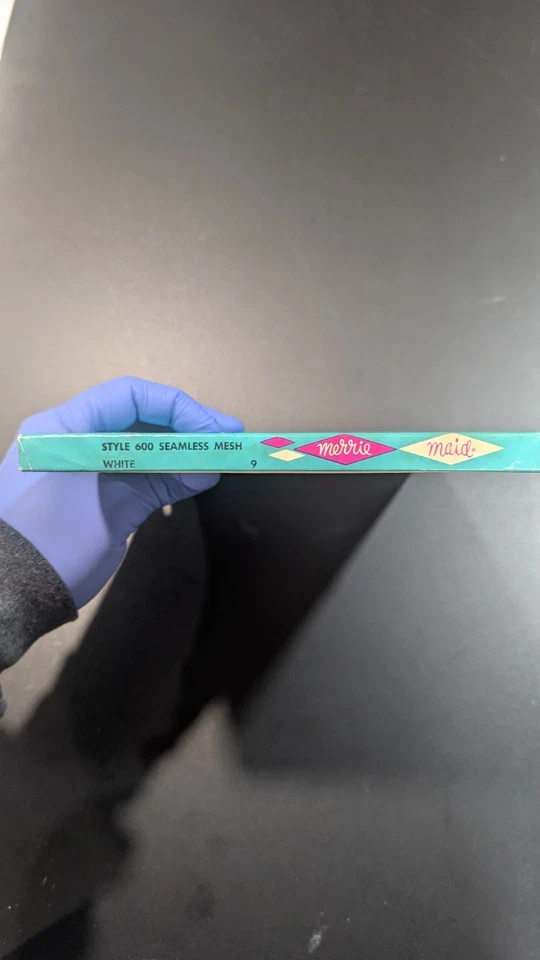 STYLE 600 SEAMLESS MESH
WHITE 9
merrie maid